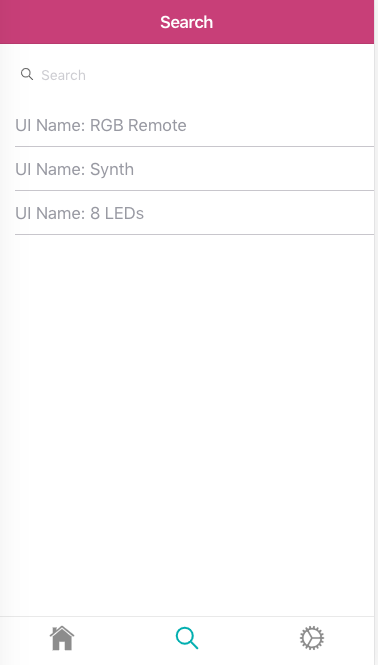 Search
Search
UI Name: RGB Remote
UI Name: Synth
UI Name: 8 LEDs